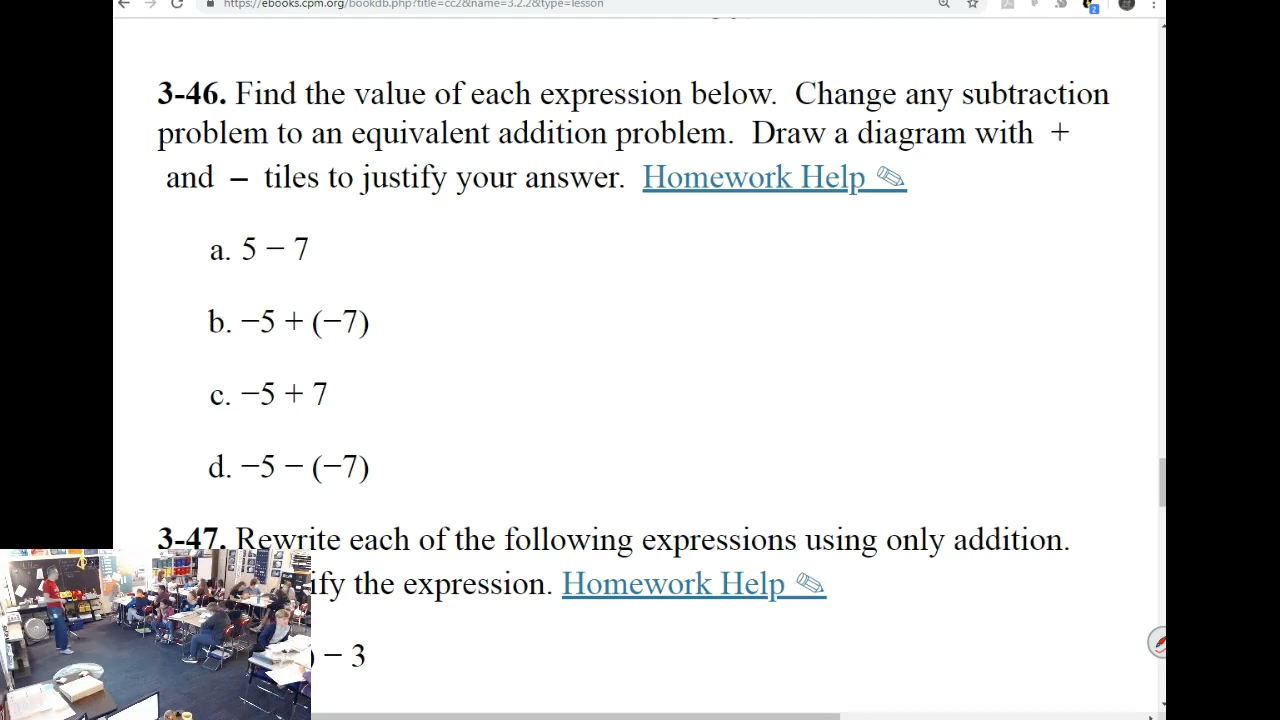 https://ebooks.cpm.org/bookdb.php?title=cc2&name=3.2.2&type=lesson
2
3-46. Find the value of each expression below. Change any subtraction
problem to an equivalent addition problem. Draw a diagram with +
and – tiles to justify your answer. Homework Help
a. 5 − 7
b. −5 + (−7)
c. −5 + 7
d. −5 − (−7)
3-47. Rewrite each of the following expressions using only addition.
ify the expression. Homework Help
) − 3